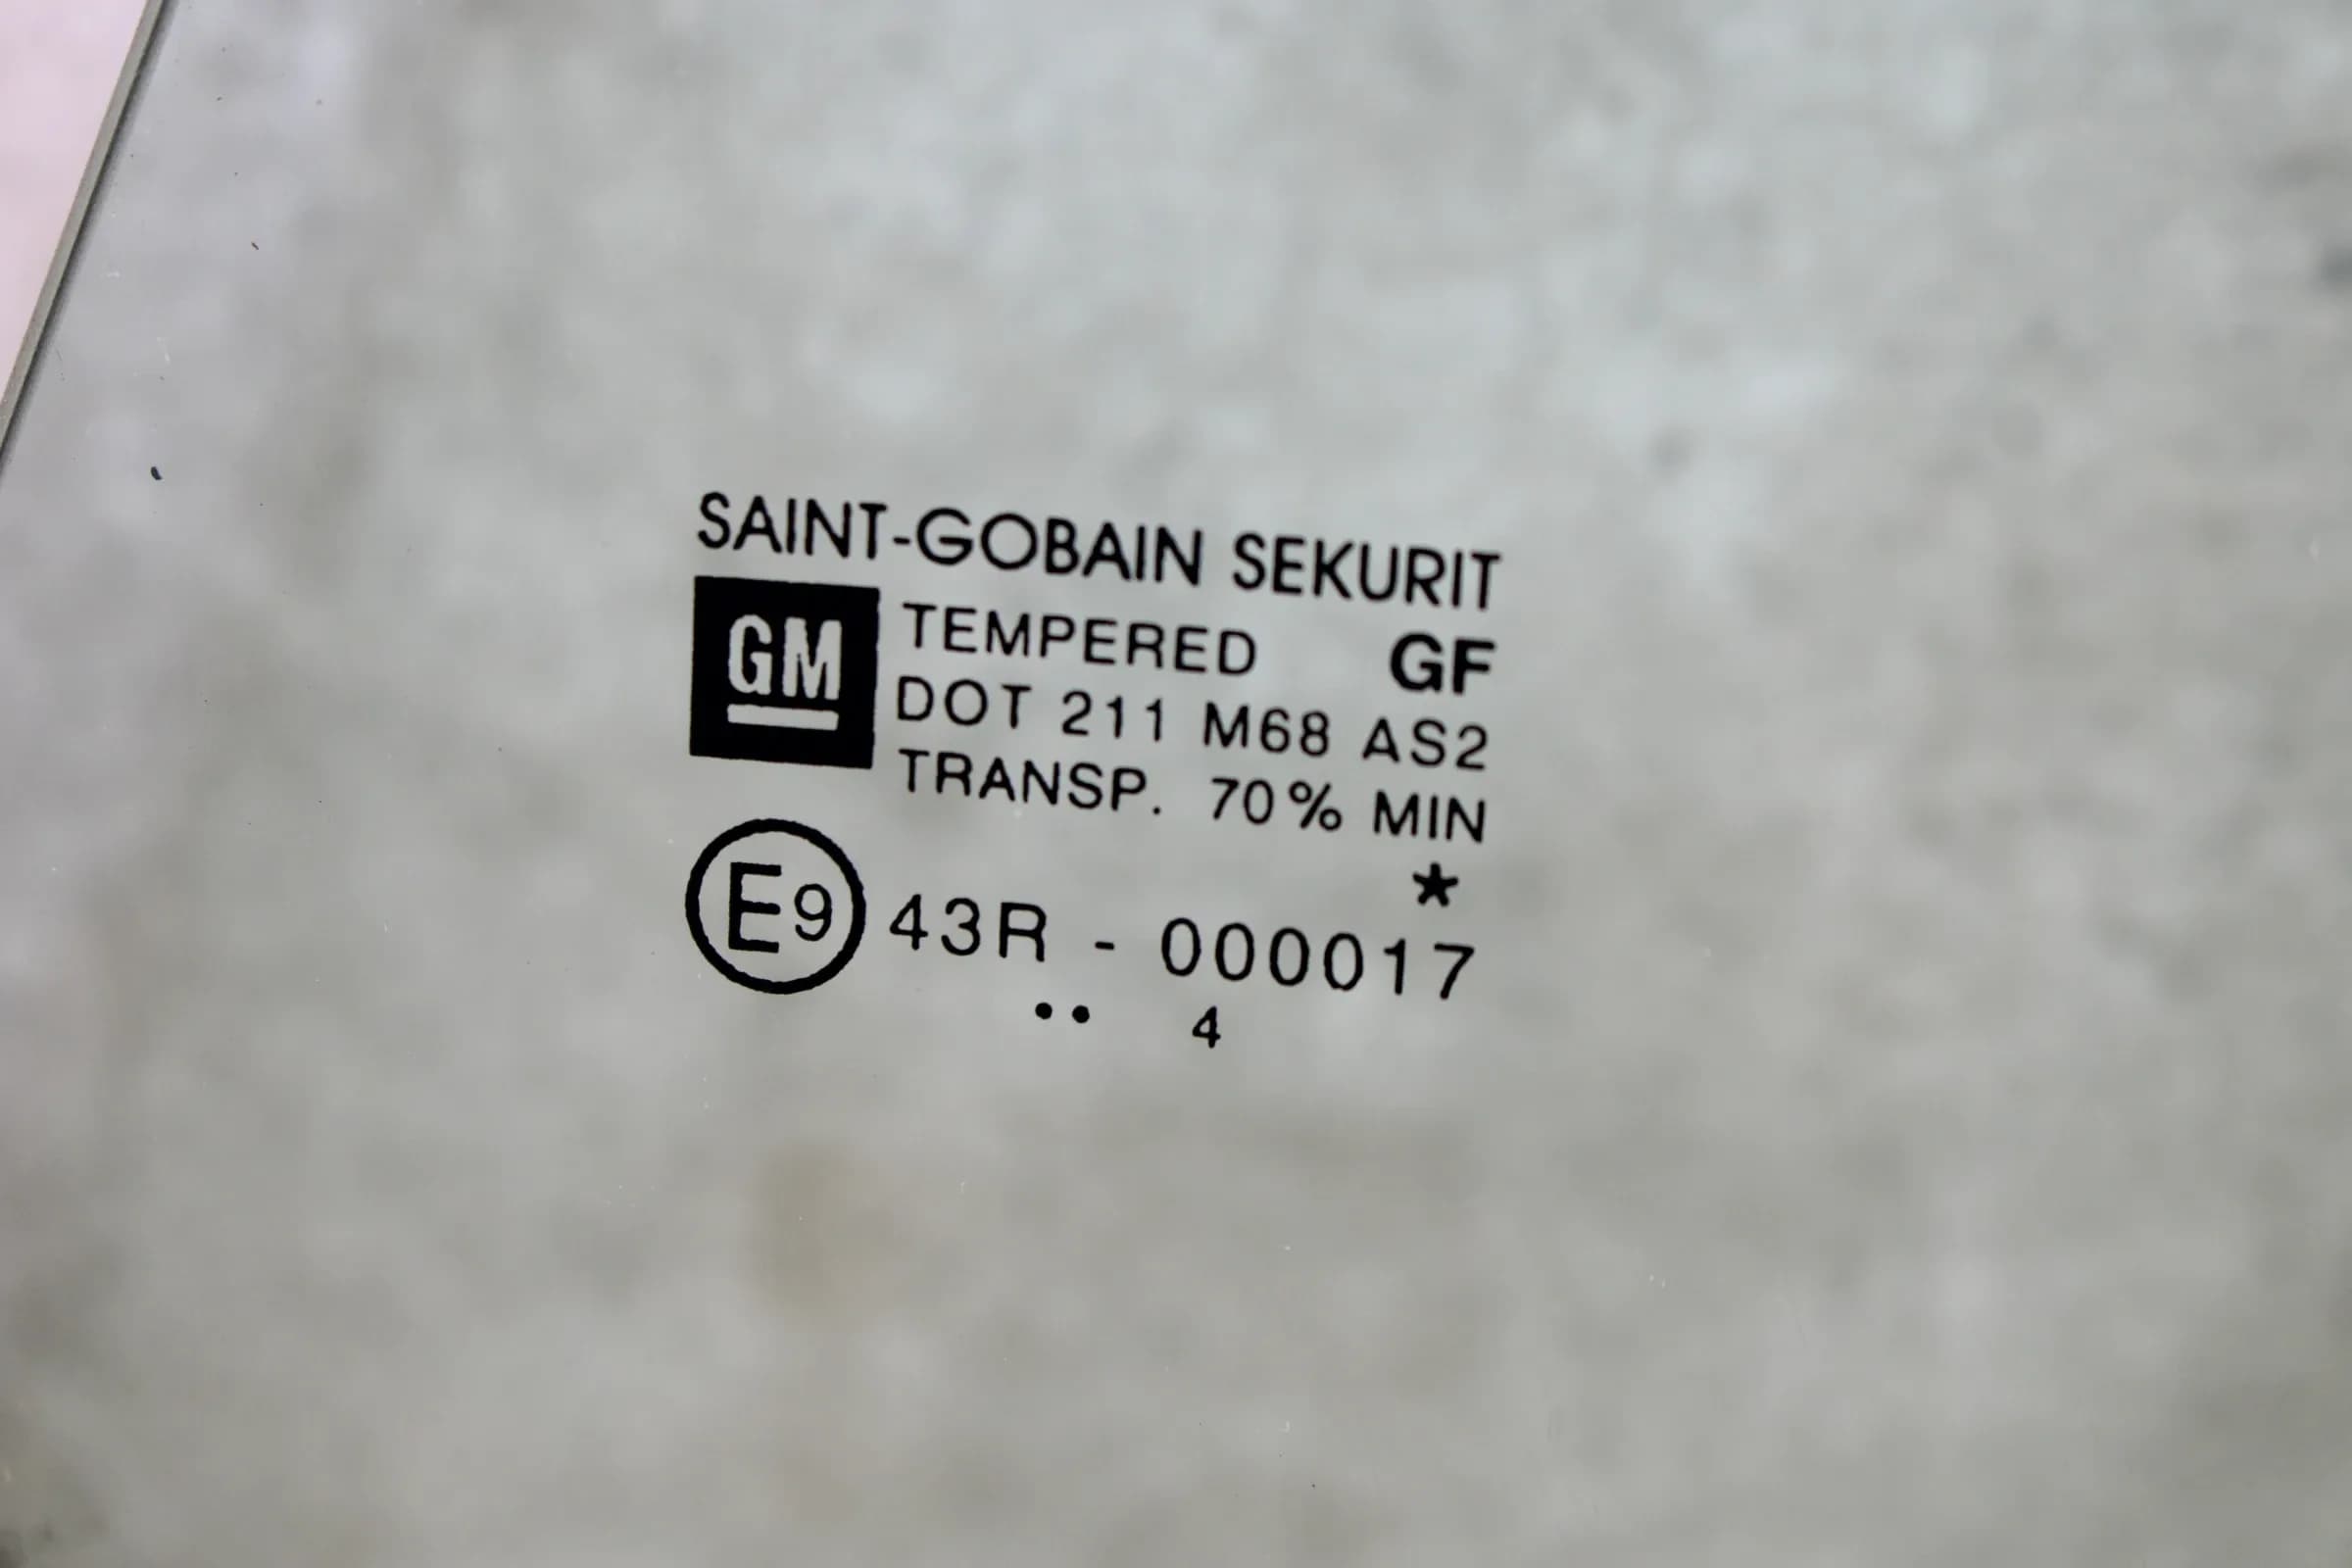 SAINT-GOBAIN SEKURIT
GM TEMPERED GF
DOT 211 M68 AS2
TRANSP. 70% MIN
*
E9 43R - 000017
•• 4